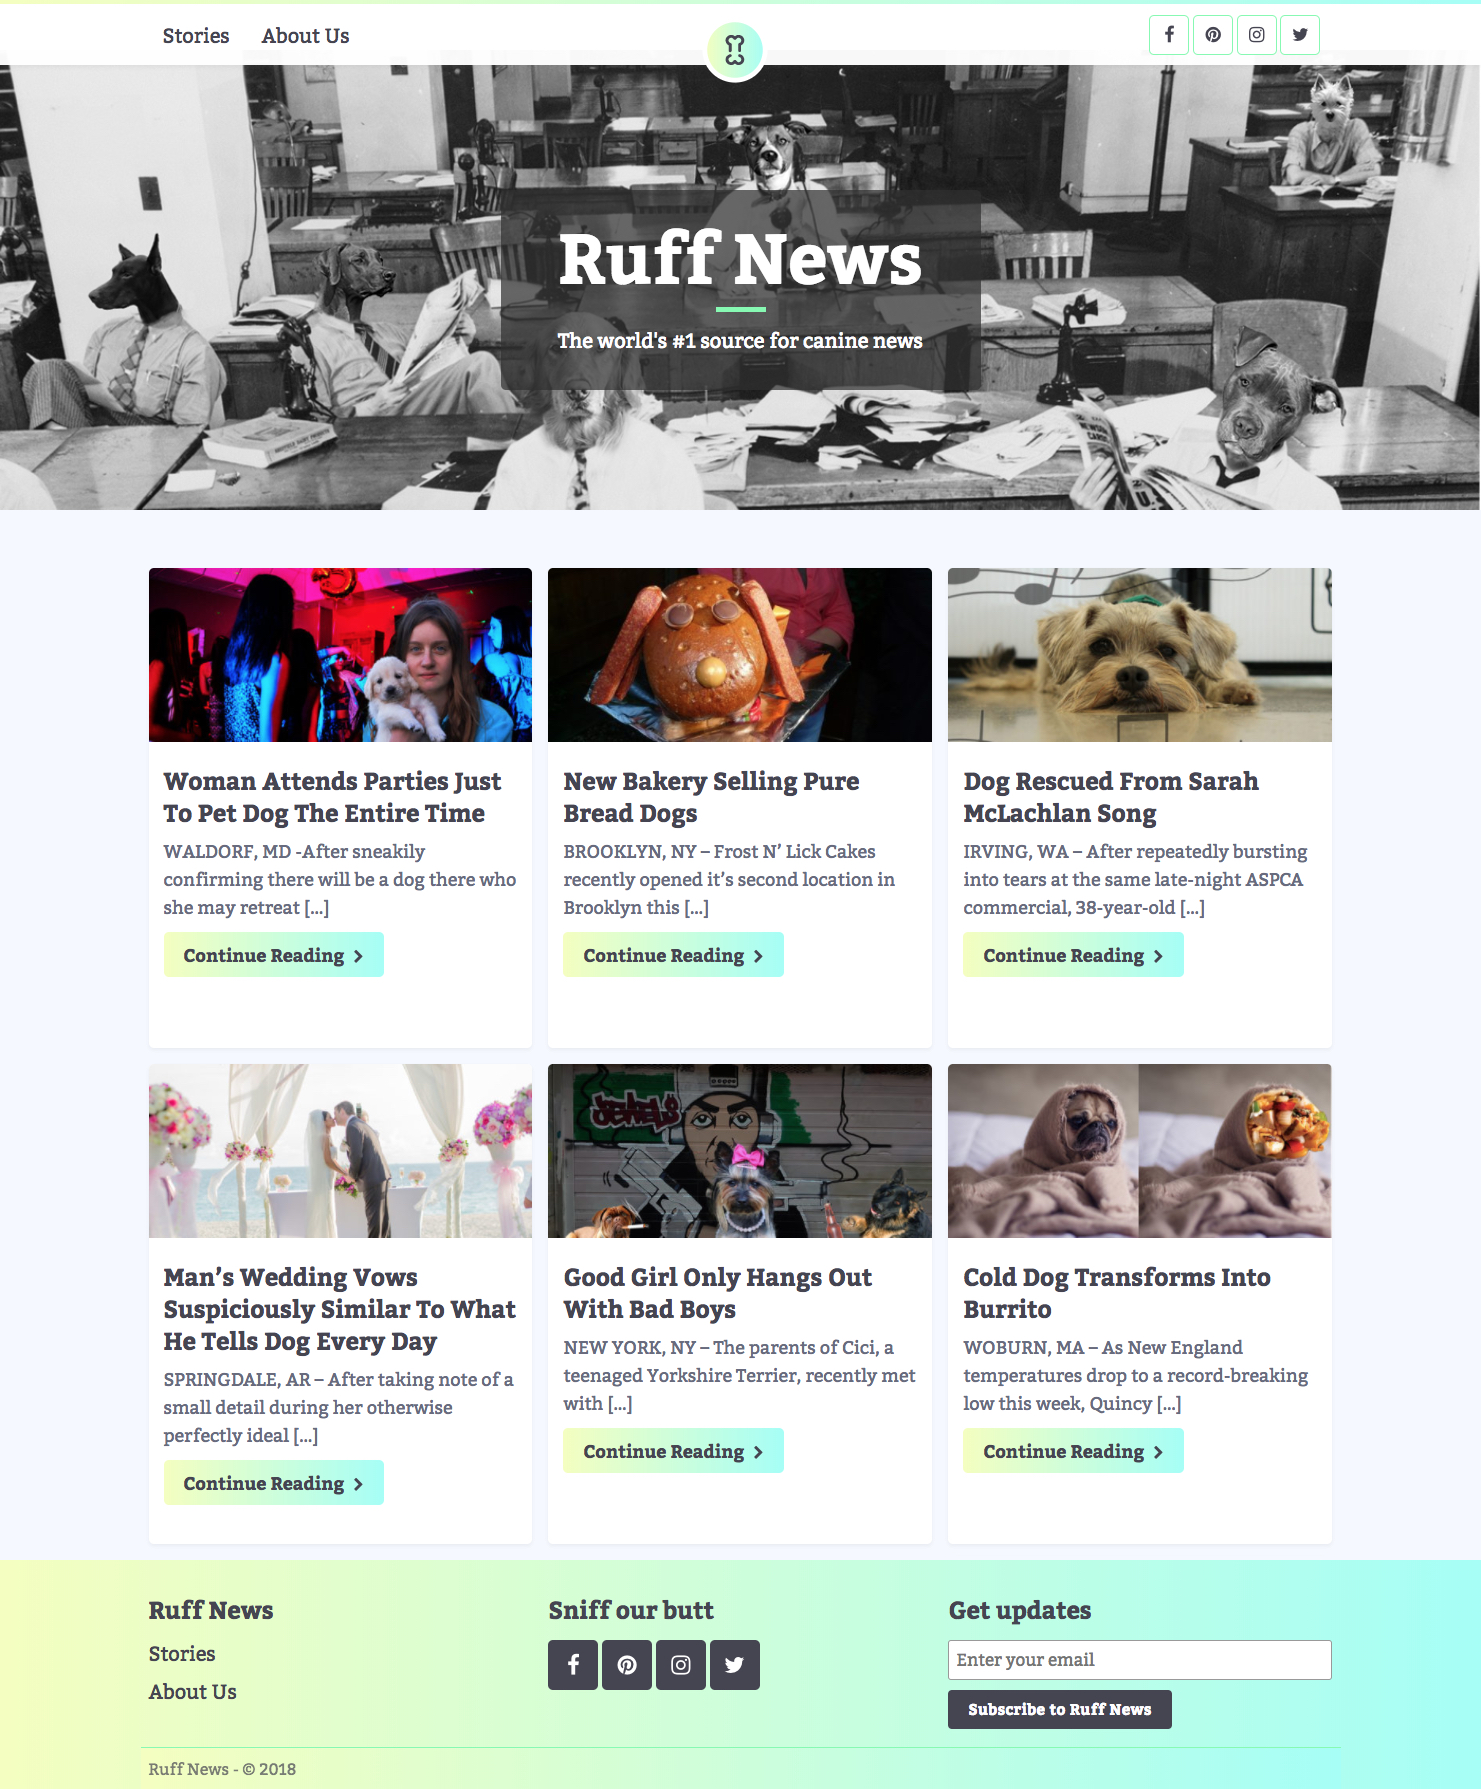 Stories
About Us
Ruff News
The world's #1 source for canine news
Woman Attends Parties Just
To Pet Dog The Entire Time
WALDORF, MD -After sneakily
confirming there will be a dog there who
she may retreat [...]
Continue Reading
New Bakery Selling Pure
Bread Dogs
BROOKLYN, NY – Frost N’ Lick Cakes
recently opened it’s second location in
Brooklyn this [...]
Continue Reading
Dog Rescued From Sarah
McLachlan Song
IRVING, WA – After repeatedly bursting
into tears at the same late-night ASPCA
commercial, 38-year-old [...]
Continue Reading
Man’s Wedding Vows
Suspiciously Similar To What
He Tells Dog Every Day
SPRINGDALE, AR – After taking note of a
small detail during her otherwise
perfectly ideal [...]
Continue Reading
Good Girl Only Hangs Out
With Bad Boys
NEW YORK, NY – The parents of Cici, a
teenaged Yorkshire Terrier, recently met
with [...]
Continue Reading
Cold Dog Transforms Into
Burrito
WOBURN, MA – As New England
temperatures drop to a record-breaking
low this week, Quincy [...]
Continue Reading
Ruff News
Stories
About Us
Sniff our butt
Get updates
Enter your email
Subscribe to Ruff News
Ruff News - © 2018